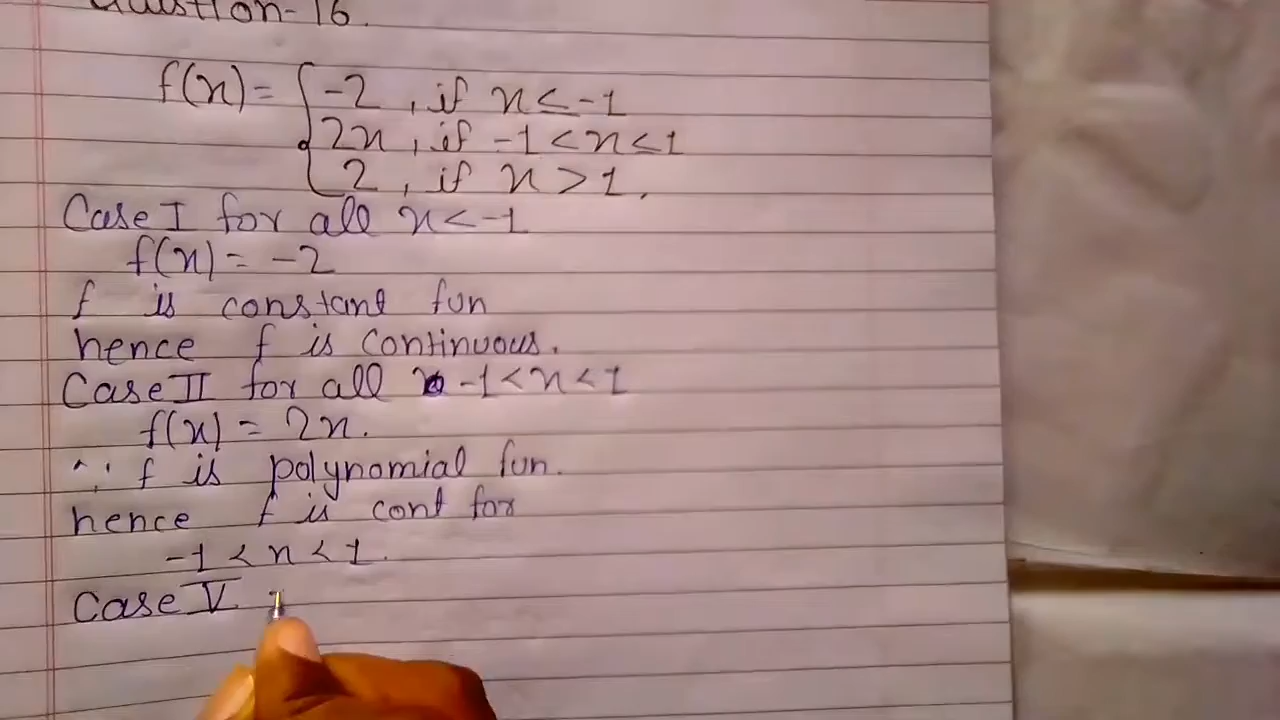 Question-16.
f(x) = { -2 , if x ≤ -1
2x , if -1 < x ≤ 1
2 , if x > 1.
Case I for all x < -1
f(x) = -2
f is constant fun
hence f is continuous.
Case II for all -1 < x < 1
f(x) = 2x.
∵ f is polynomial fun.
hence f is cont for
-1 < x < 1.
Case V